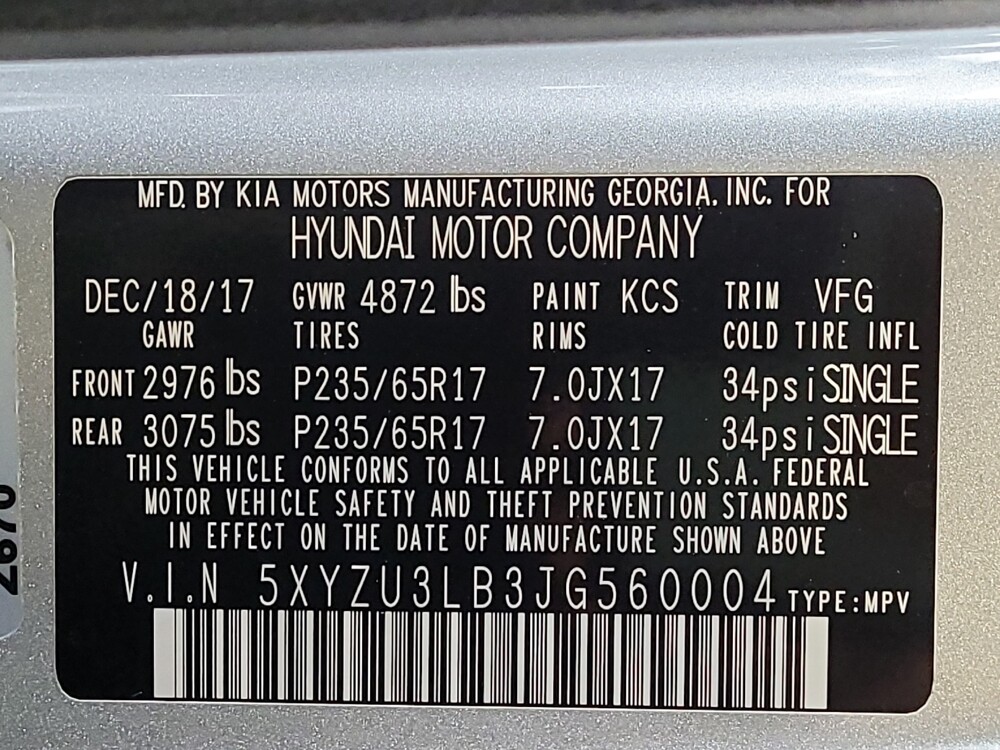 MFD. BY KIA MOTORS MANUFACTURING GEORGIA, INC. FOR
HYUNDAI MOTOR COMPANY
DEC/18/17 GVWR 4872 lbs PAINT KCS TRIM VFG
GAWR TIRES RIMS COLD TIRE INFL
FRONT 2976 lbs P235/65R17 7.0JX17 34psi SINGLE
REAR 3075 lbs P235/65R17 7.0JX17 34psi SINGLE
THIS VEHICLE CONFORMS TO ALL APPLICABLE U.S.A. FEDERAL
MOTOR VEHICLE SAFETY AND THEFT PREVENTION STANDARDS
IN EFFECT ON THE DATE OF MANUFACTURE SHOWN ABOVE
V.I.N 5XYZU3LB3JG560004 TYPE:MPV